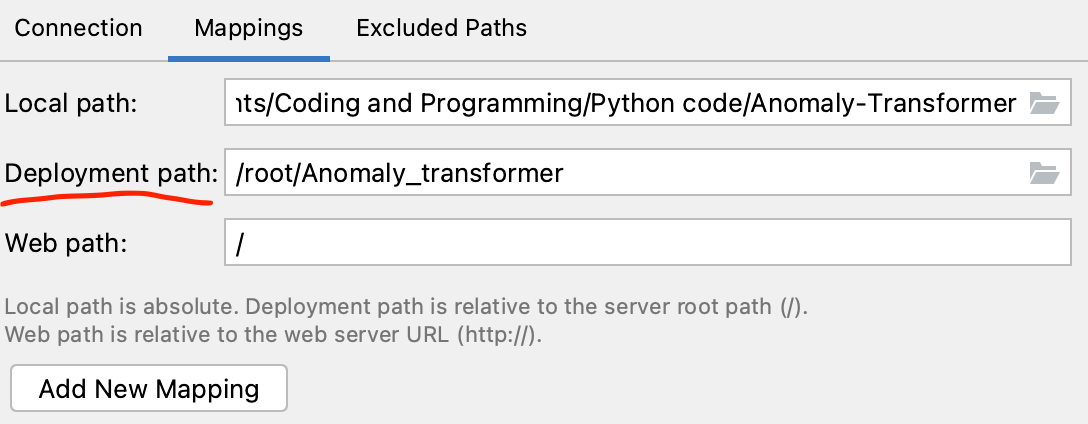 Connection Mappings Excluded Paths
Local path: nts/Coding and Programming/Python code/Anomaly-Transformer
Deployment path: /root/Anomaly_transformer
Web path: /
Local path is absolute. Deployment path is relative to the server root path (/).
Web path is relative to the web server URL (http://).
Add New Mapping